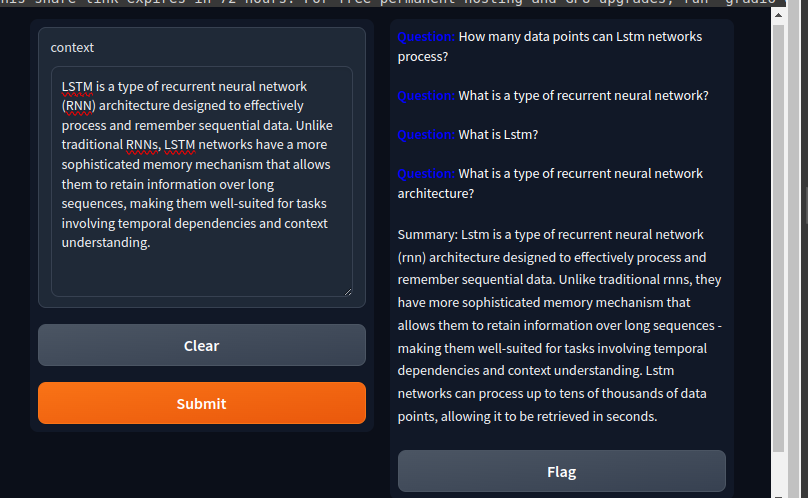 this share link expires in 72 hours. For free permanent hosting and GPU upgrades, run `gradio
context
LSTM is a type of recurrent neural network
(RNN) architecture designed to effectively
process and remember sequential data. Unlike
traditional RNNs, LSTM networks have a more
sophisticated memory mechanism that allows
them to retain information over long
sequences, making them well-suited for tasks
involving temporal dependencies and context
understanding.
Clear
Submit
Question: How many data points can Lstm networks
process?
Question: What is a type of recurrent neural network?
Question: What is Lstm?
Question: What is a type of recurrent neural network
architecture?
Summary: Lstm is a type of recurrent neural network
(rnn) architecture designed to effectively process and
remember sequential data. Unlike traditional rnns, they
have more sophisticated memory mechanism that
allows them to retain information over long sequences -
making them well-suited for tasks involving temporal
dependencies and context understanding. Lstm
networks can process up to tens of thousands of data
points, allowing it to be retrieved in seconds.
Flag